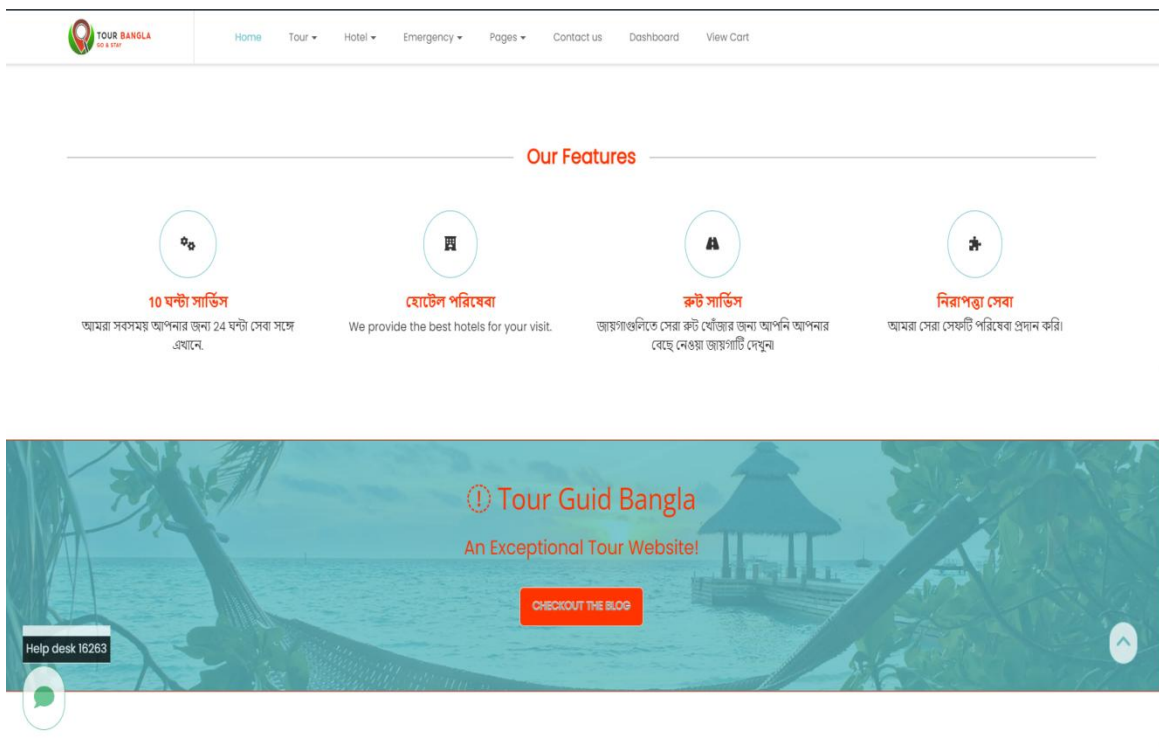 TOUR BANGLA
GO & STAY
Home Tour Hotel Emergency Pages Contact us Dashboard View Cart
Our Features
10 ঘন্টা সার্ভিস
আমরা সবসময় আপনার জন্য 24 ঘন্টা সেবা সঙ্গে
এখানে.
হোটেল পরিষেবা
We provide the best hotels for your visit.
রুট সার্ভিস
জায়গাগুলিতে সেরা রুট খোঁজার জন্য আপনি আপনার
বেছে নেওয়া জায়গাটি দেখুন৷
নিরাপত্তা সেবা
আমরা সেরা সেফটি পরিষেবা প্রদান করি।
Tour Guid Bangla
An Exceptional Tour Website!
CHECKOUT THE BLOG
Help desk 16263